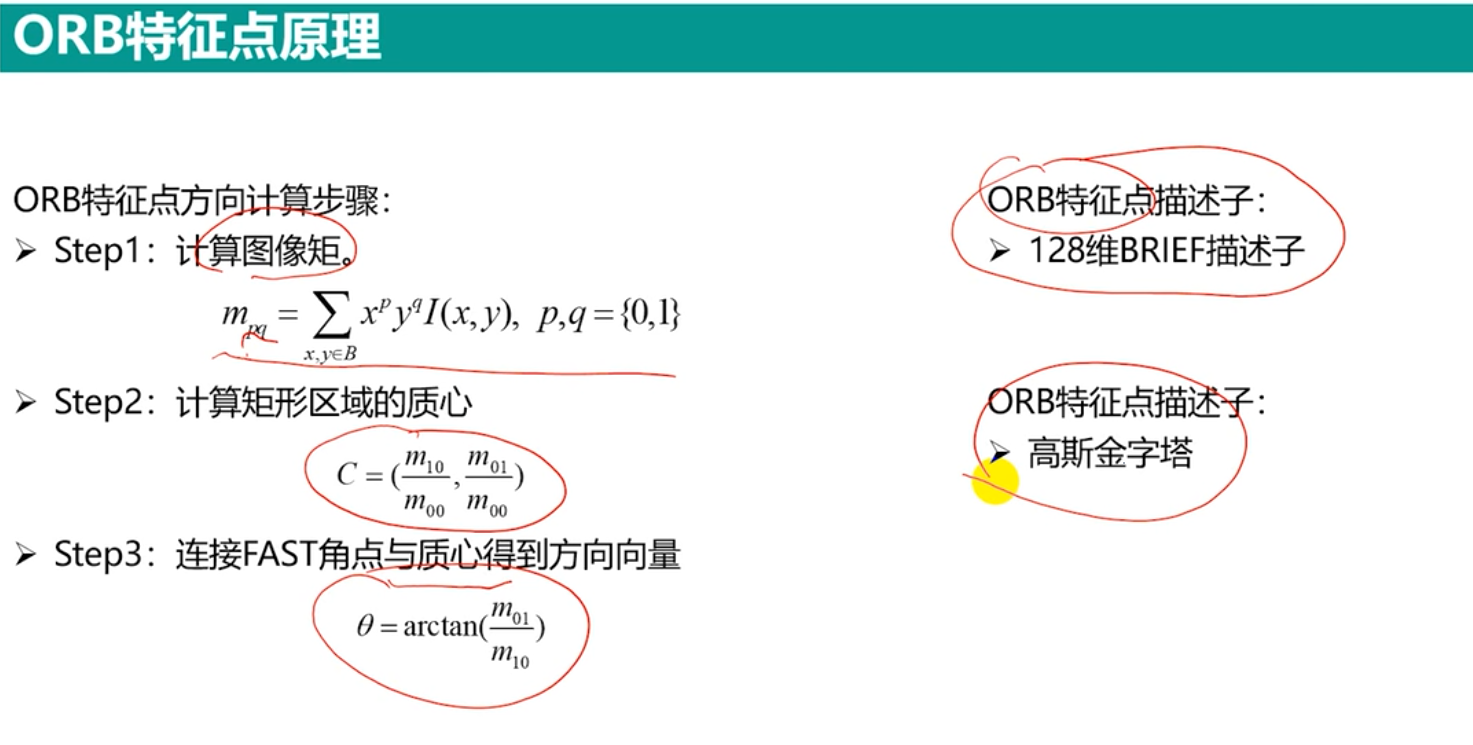 ORB特征点原理
ORB特征点方向计算步骤：
➢ Step1：计算图像矩。
m_{pq} = \sum_{x,y∈B} x^p y^q I(x,y), p,q={0,1}
➢ Step2：计算矩形区域的质心
C = (\frac{m_{10}}{m_{00}}, \frac{m_{01}}{m_{00}})
➢ Step3：连接FAST角点与质心得到方向向量
θ = arctan(\frac{m_{01}}{m_{10}})
ORB特征点描述子：
➢ 128维BRIEF描述子
ORB特征点描述子：
➢ 高斯金字塔